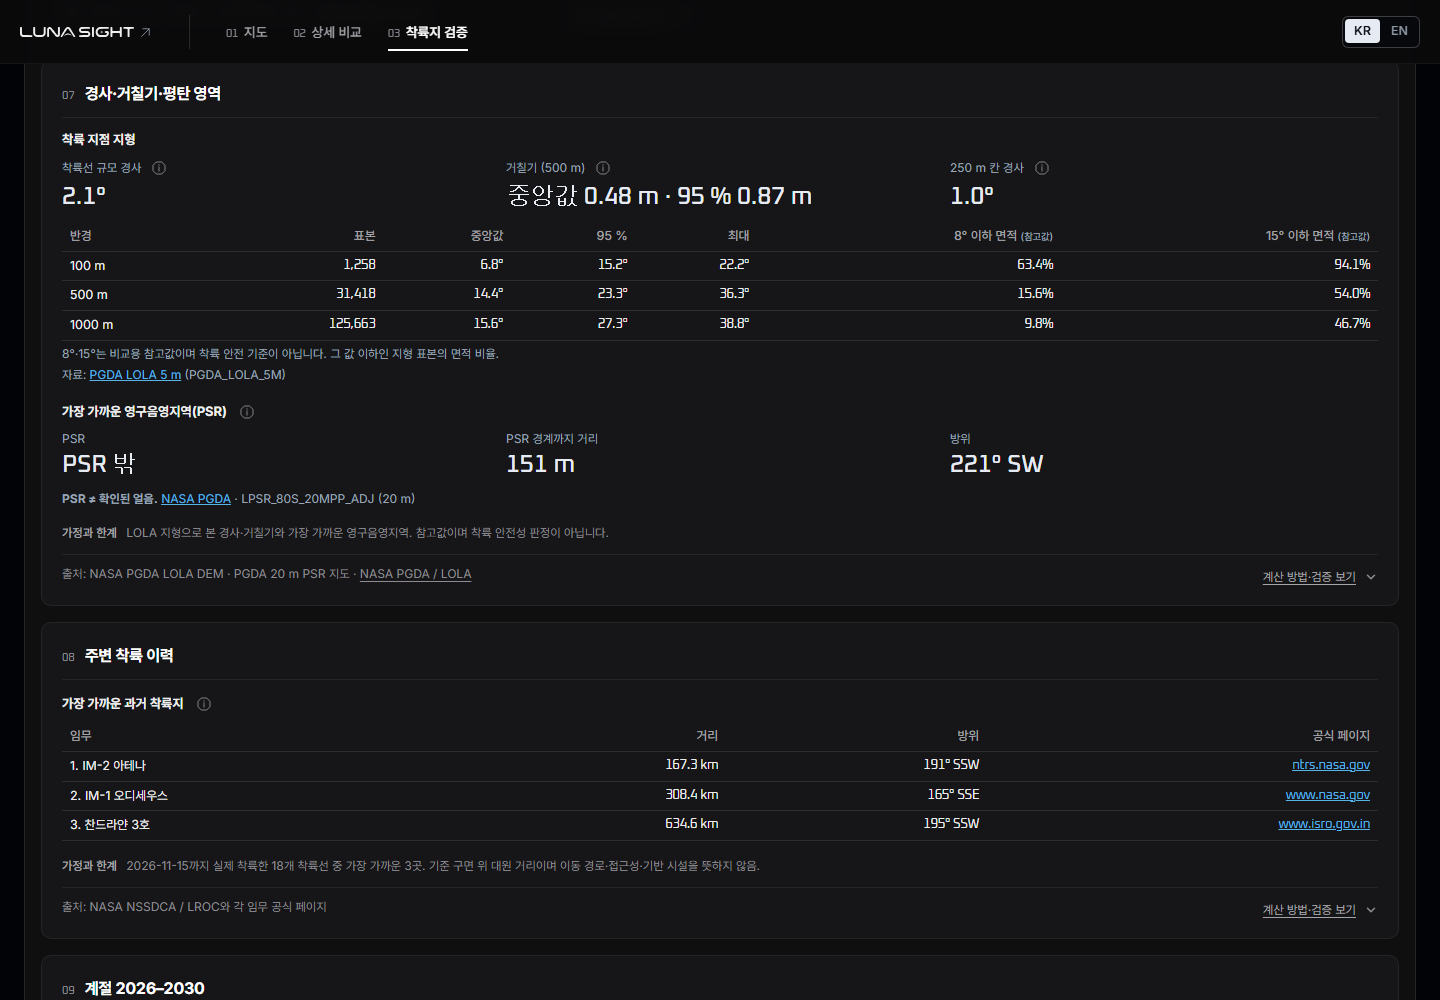 LUNA SIGHT ↗
01 지도
02 상세 비교
03 착륙지 검증
KR EN
07 경사·거칠기·평탄 영역
착륙 지점 지형
착륙선 규모 경사 ⓘ 거칠기 (500 m) ⓘ 250 m 칸 경사 ⓘ
2.1° 중앙값 0.48 m · 95 % 0.87 m 1.0°
반경 표본 중앙값 95 % 최대 8° 이하 면적 (참고값) 15° 이하 면적 (참고값)
100 m 1,258 6.8° 15.2° 22.2° 63.4% 94.1%
500 m 31,418 14.4° 23.3° 36.3° 15.6% 54.0%
1000 m 125,663 15.6° 27.3° 38.8° 9.8% 46.7%
8°·15°는 비교용 참고값이며 착륙 안전 기준이 아닙니다. 그 값 이하인 지형 표본의 면적 비율.
자료: PGDA LOLA 5 m (PGDA_LOLA_5M)
가장 가까운 영구음영지역(PSR) ⓘ
PSR PSR 경계까지 거리 방위
PSR 밖 151 m 221° SW
PSR ≠ 확인된 얼음. NASA PGDA · LPSR_80S_20MPP_ADJ (20 m)
가정과 한계 LOLA 지형으로 본 경사·거칠기와 가장 가까운 영구음영지역. 참고값이며 착륙 안전성 판정이 아닙니다.
출처: NASA PGDA LOLA DEM · PGDA 20 m PSR 지도 · NASA PGDA / LOLA
계산 방법·검증 보기
08 주변 착륙 이력
가장 가까운 과거 착륙지 ⓘ
임무 거리 방위 공식 페이지
1. IM-2 아테나 167.3 km 191° SSW ntrs.nasa.gov
2. IM-1 오디세우스 308.4 km 165° SSE www.nasa.gov
3. 찬드라얀 3호 634.6 km 195° SSW www.isro.gov.in
가정과 한계 2026-11-15까지 실제 착륙한 18개 착륙선 중 가장 가까운 3곳. 기준 구면 위 대원 거리이며 이동 경로·접근성·기반 시설을 뜻하지 않음.
출처: NASA NSSDCA / LROC와 각 임무 공식 페이지
계산 방법·검증 보기
09 계절 2026–2030